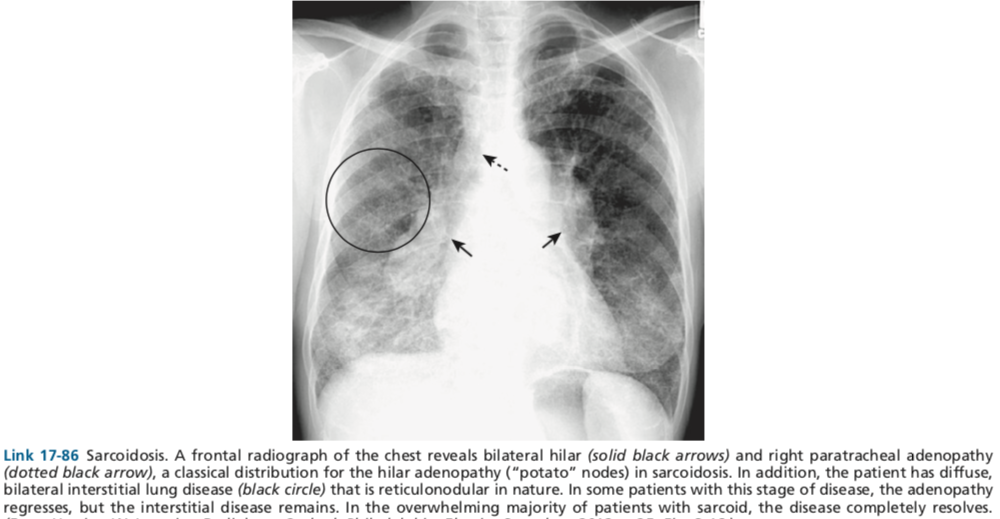 Link 17-86 Sarcoidosis. A frontal radiograph of the chest reveals bilateral hilar (solid black arrows) and right paratracheal adenopathy
(dotted black arrow), a classical distribution for the hilar adenopathy (“potato” nodes) in sarcoidosis. In addition, the patient has diffuse,
bilateral interstitial lung disease (black circle) that is reticulonodular in nature. In some patients with this stage of disease, the adenopathy
regresses, but the interstitial disease remains. In the overwhelming majority of patients with sarcoid, the disease completely resolves.